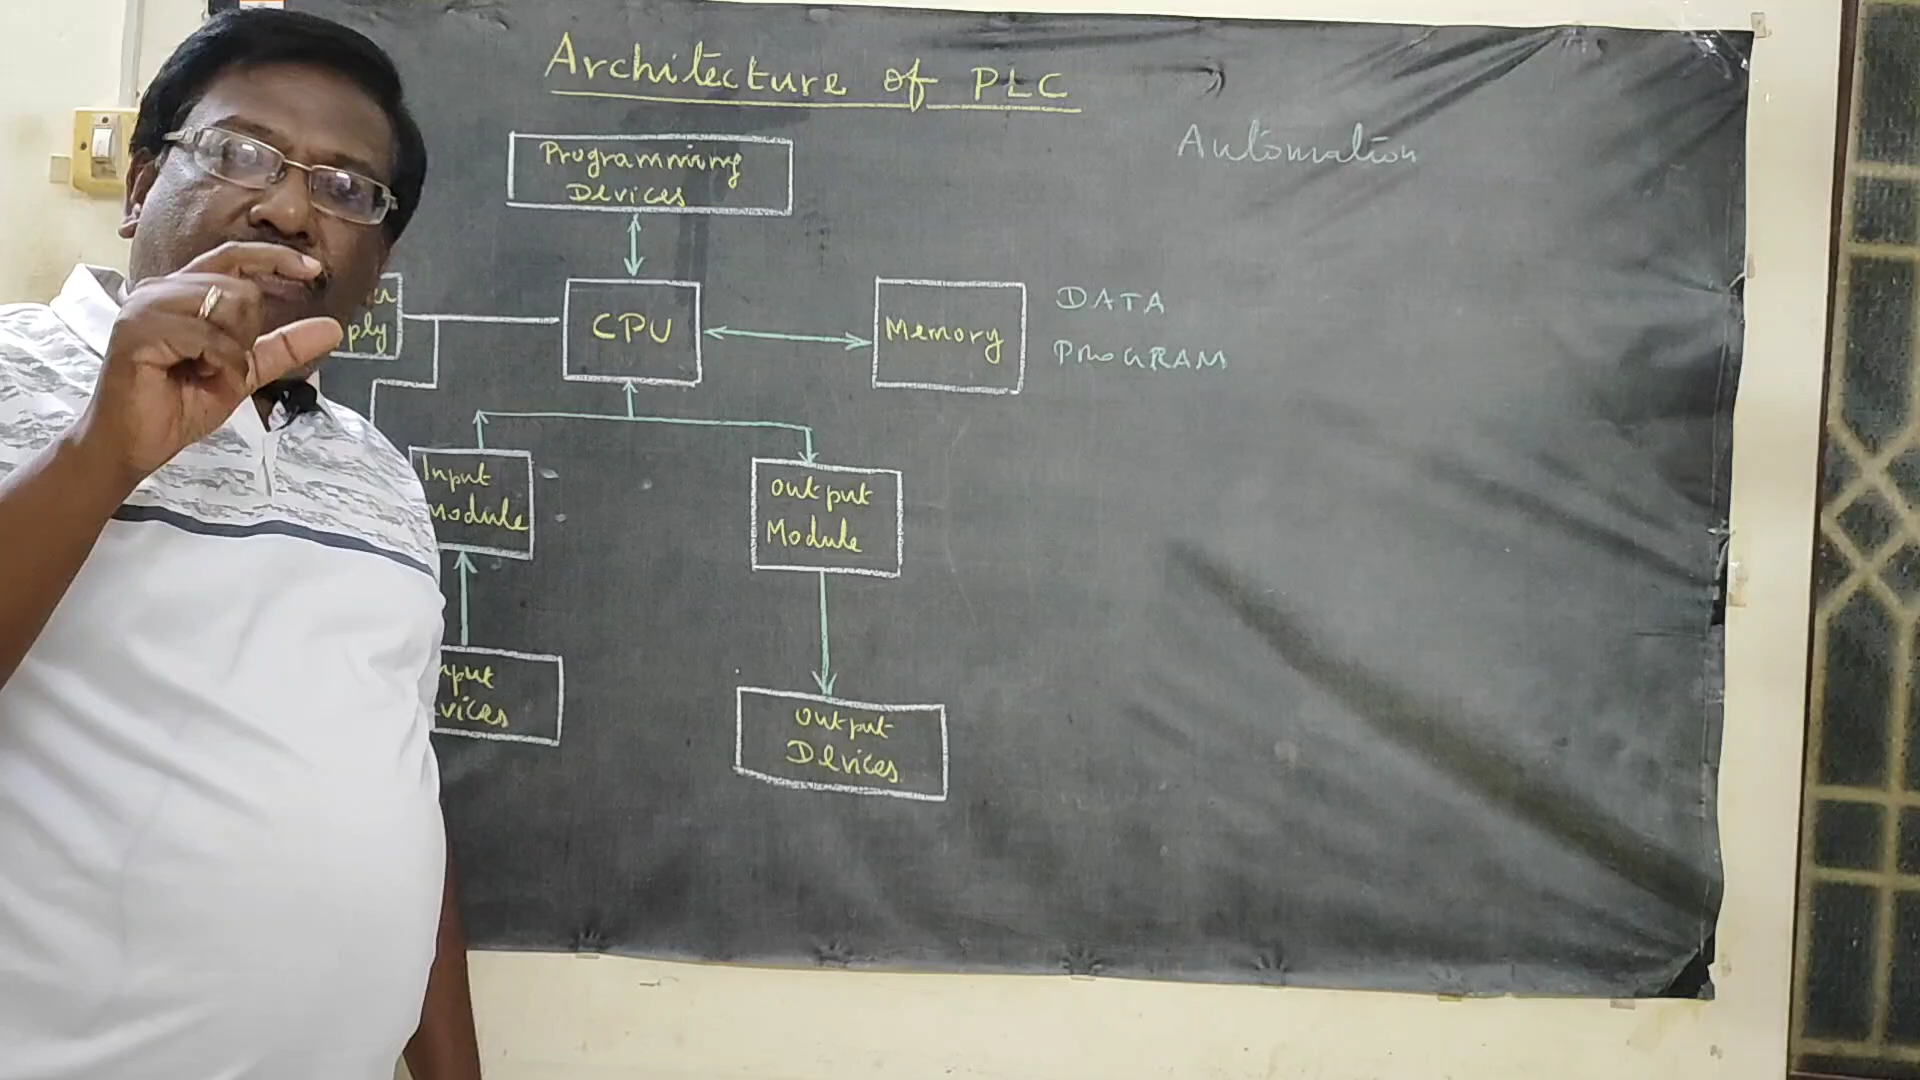 Architecture of PLC
Automation
Programming
Devices
CPU
Memory
DATA
PROGRAM
Input
Module
output
Module
output
Devices